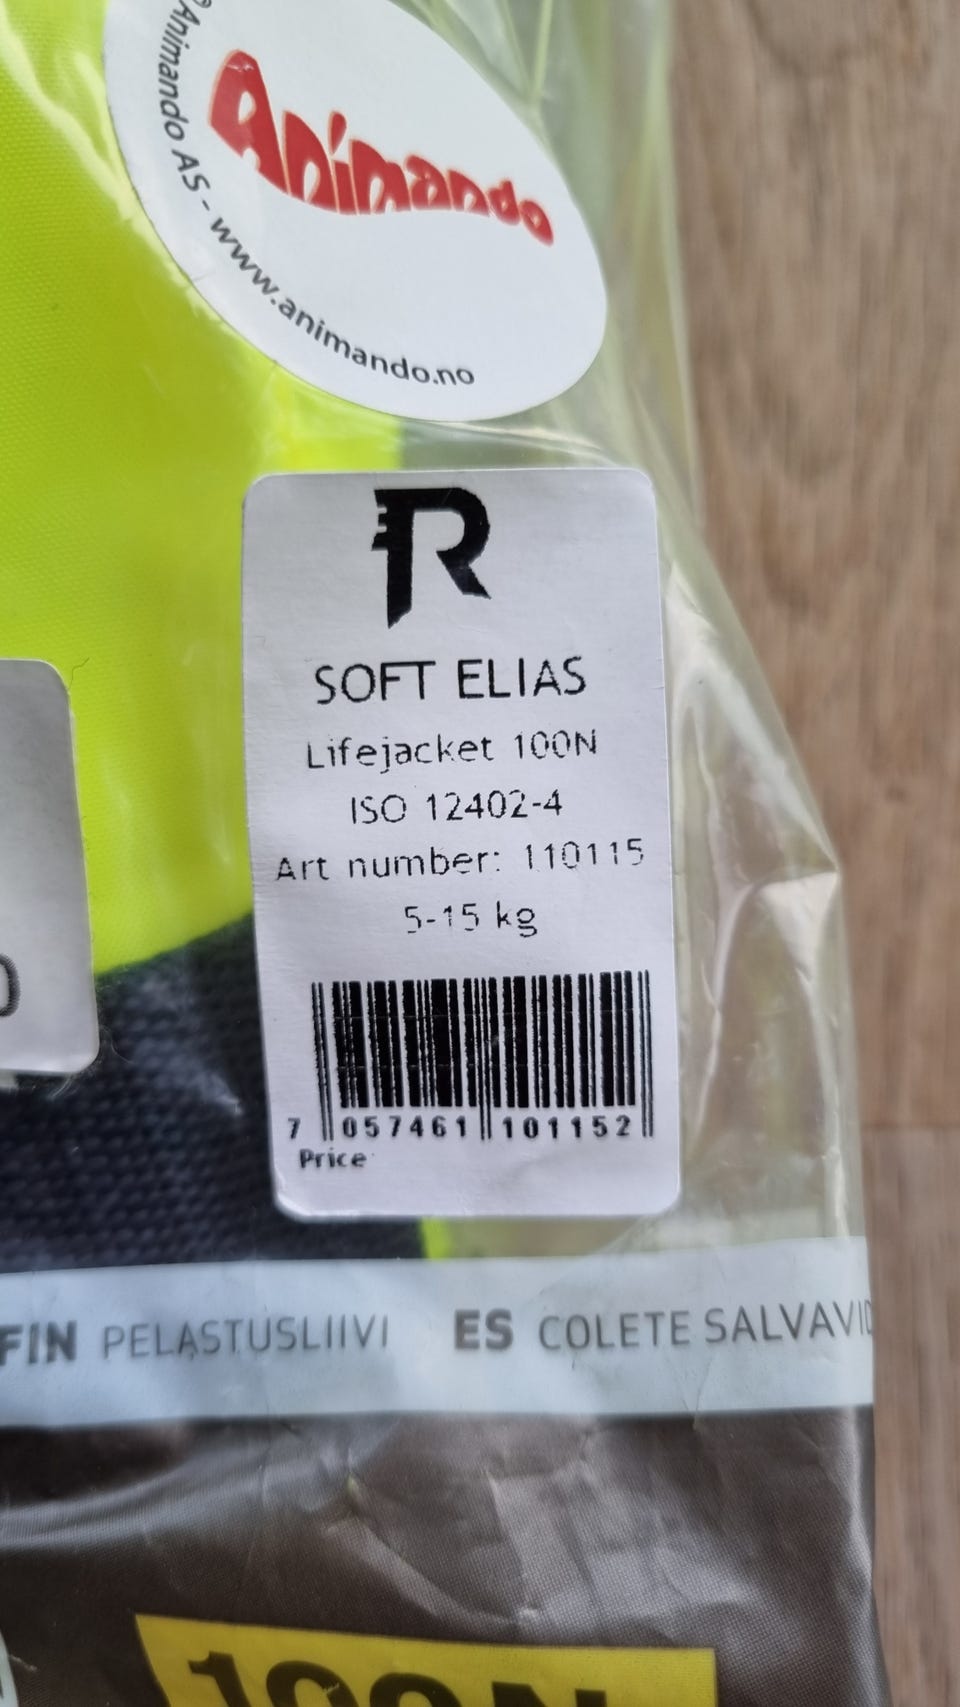 ©Animando AS - www.animando.no
Animando
R
SOFT ELIAS
Lifejacket 100N
ISO 12402-4
Art number: 110115
5-15 kg
7 057461 101152
Price
FIN PELASTUSLIIVI ES COLETE SALVAVID
100N